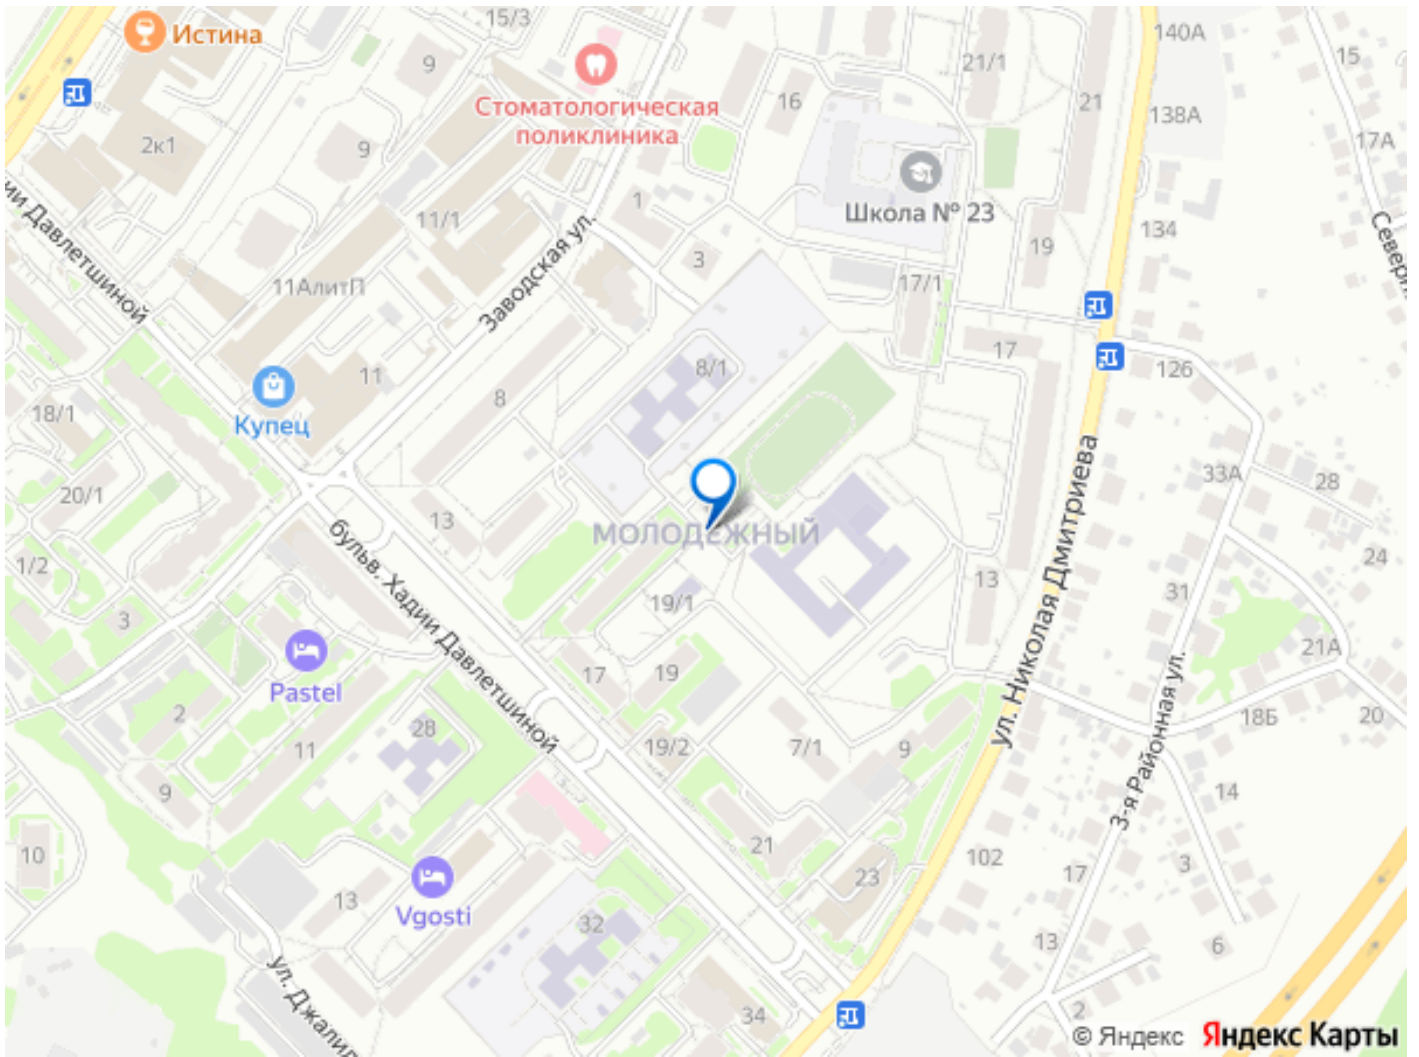 15/3
140А
Истина
21/1
15
9
16
21
Стоматологическая
поликлиника
138А
2к1
9
17А
Школа № 23
1
11/1
134
19
3
ии Давлетшиной
Заводская ул.
Северн
11АлитП
17/1
17
8/1
126
11
8
18/1
Купец
33А
28
20/1
13
МОЛОДЁЖНЫЙ
24
1/2
бульв. Хадии Давлетшиной
13
31
19/1
ул. Николая Дмитриева
3
21А
17
19
Pastel
2
28
18Б
20
11
19/2
7/1
9
3-я Районная ул.
9
14
21
10
102
3
17
23
13
Vgosti
32
13
6
ул. Джалил
34
2
© Яндекс
Яндекс Карты